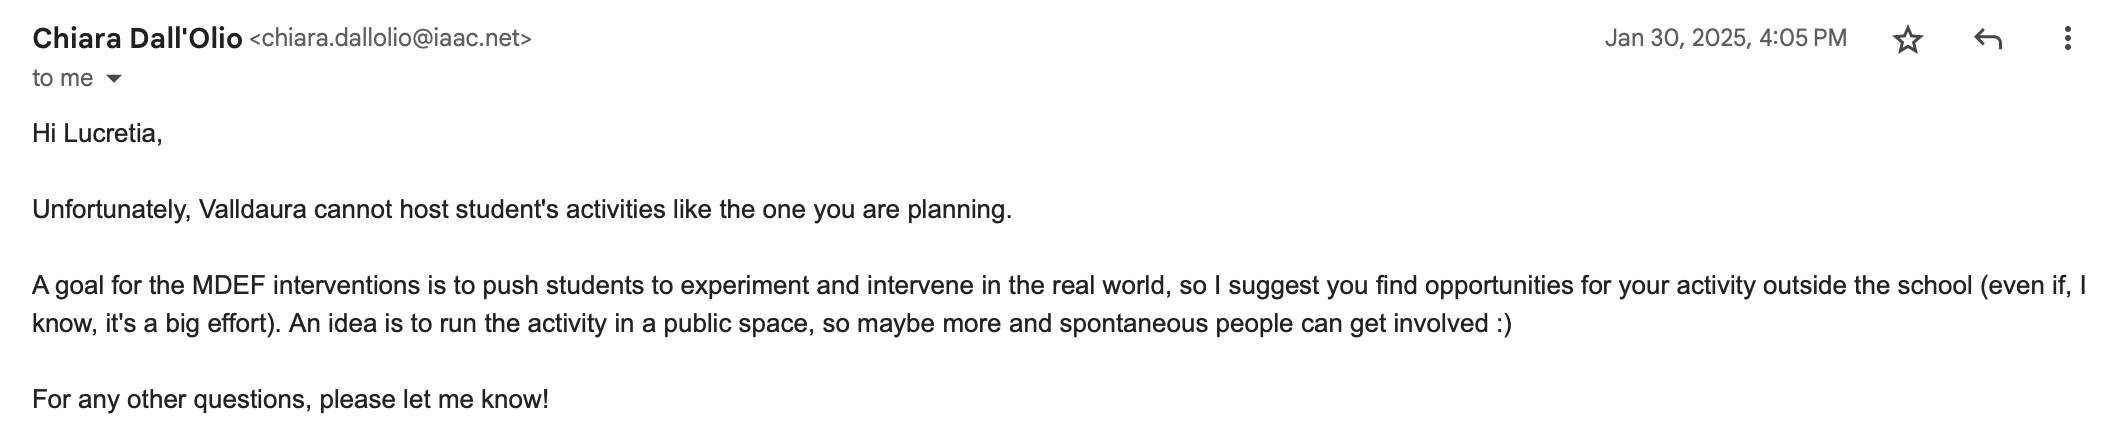 Chiara Dall'Olio <chiara.dallolio@iaac.net>
Jan 30, 2025, 4:05 PM
to me
Hi Lucretia,
Unfortunately, Valldaura cannot host student's activities like the one you are planning.
A goal for the MDEF interventions is to push students to experiment and intervene in the real world, so I suggest you find opportunities for your activity outside the school (even if, I
know, it's a big effort). An idea is to run the activity in a public space, so maybe more and spontaneous people can get involved :)
For any other questions, please let me know!